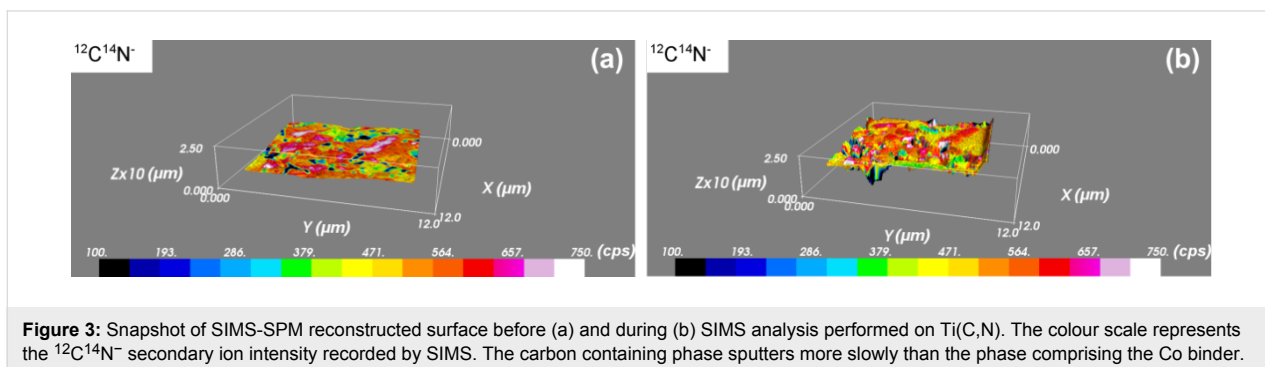 ¹²C¹⁴N⁻
(a)
2.50
Zx10 (µm)
0.000
0.000
0.000
X (µm)
Y (µm)
12.0
12.0
100. 193. 286. 379. 471. 564. 657. 750. (cps)
¹²C¹⁴N⁻
(b)
2.50
Zx10 (µm)
0.000
0.000
0.000
X (µm)
Y (µm)
12.0
12.0
100. 193. 286. 379. 471. 564. 657. 750. (cps)
Figure 3: Snapshot of SIMS-SPM reconstructed surface before (a) and during (b) SIMS analysis performed on Ti(C,N). The colour scale represents
the ¹²C¹⁴N⁻ secondary ion intensity recorded by SIMS. The carbon containing phase sputters more slowly than the phase comprising the Co binder.